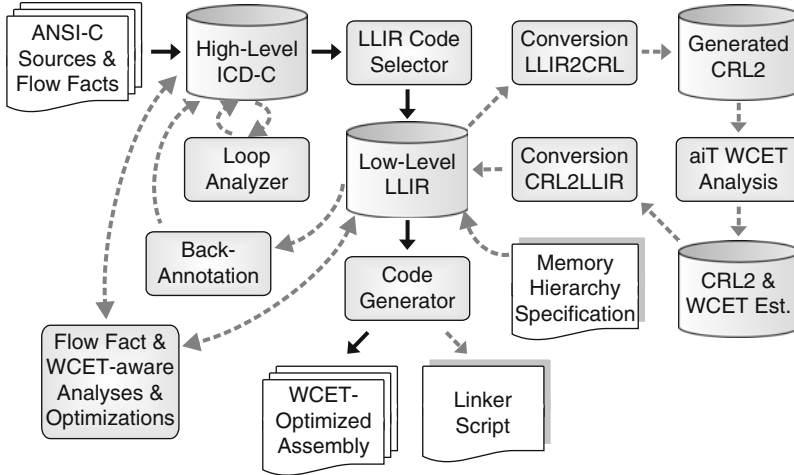 ANSI-C
Sources &
Flow Facts
High-Level
ICD-C
LLIR Code
Selector
Conversion
LLIR2CRL
Generated
CRL2
Loop
Analyzer
Low-Level
LLIR
Conversion
CRL2LLIR
aiT WCET
Analysis
Back-
Annotation
Code
Generator
Memory
Hierarchy
Specification
CRL2 &
WCET Est.
Flow Fact &
WCET-aware
Analyses &
Optimizations
WCET-
Optimized
Assembly
Linker
Script